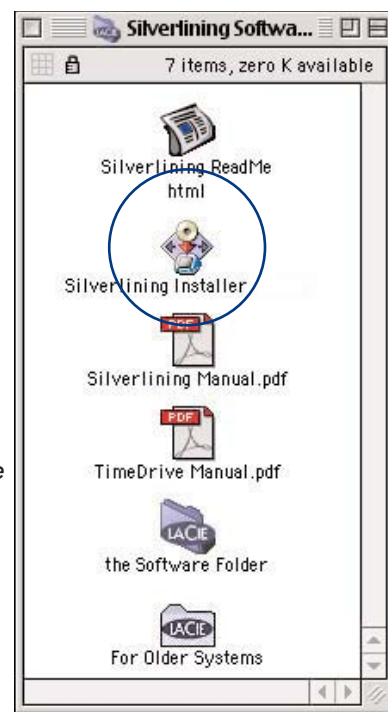 Silverlining Softwa...
7 items, zero K available
Silverlining ReadMe
html
Silverlining Installer
PDF
Silverlining Manual.pdf
PDF
e
TimeDrive Manual.pdf
LACIE
the Software Folder
LACIE
For Older Systems